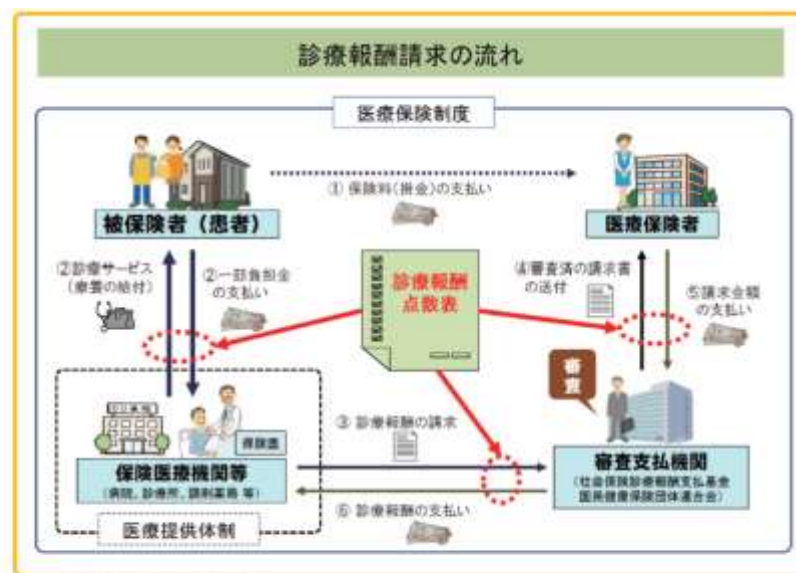 診療報酬請求の流れ
医療保険制度
① 保険料(掛金)の支払い
被保険者（患者）
医療保険者
②診療サービス
(療養の給付)
②一部負担金
の支払い
診療報酬
点数表
④審査済の請求書
の送付
⑤請求金額
の支払い
審査
保険医
③ 診療報酬の請求
保険医療機関等
(病院、診療所、調剤薬局 等)
審査支払機関
(社会保険診療報酬支払基金
国民健康保険団体連合会)
⑥ 診療報酬の支払い
医療提供体制